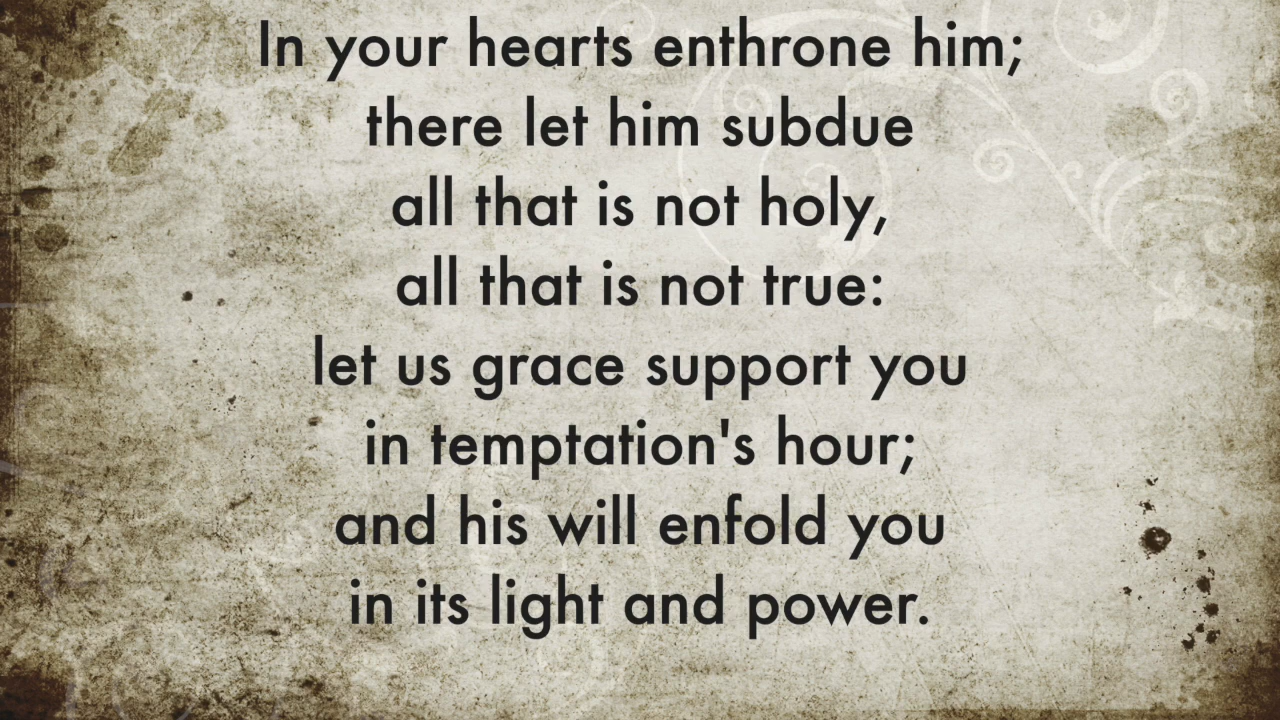 In your hearts enthrone him;
there let him subdue
all that is not holy,
all that is not true:
let us grace support you
in temptation's hour;
and his will enfold you
in its light and power.